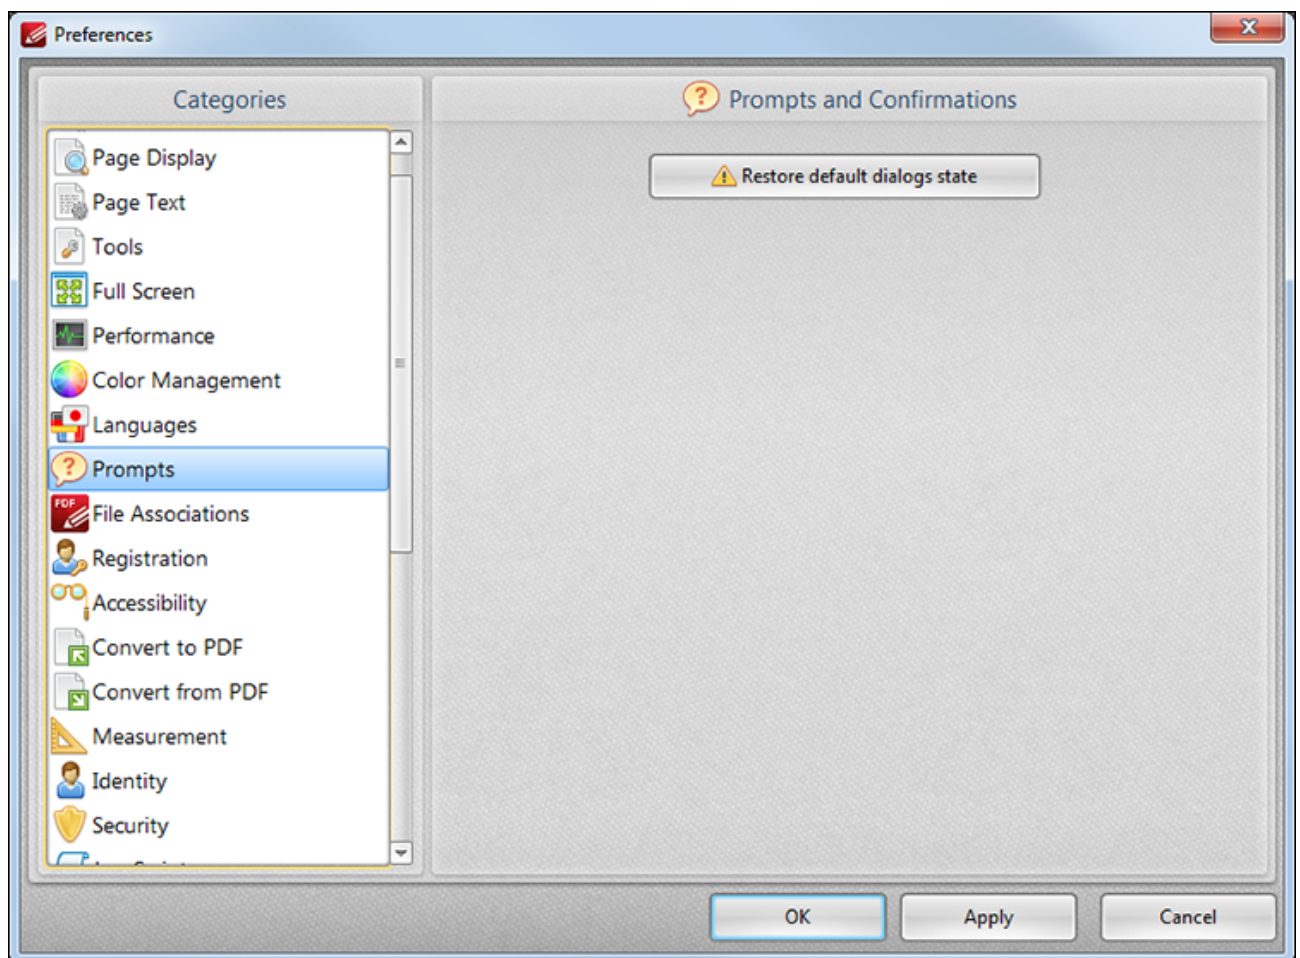 Preferences
Categories
Page Display
Page Text
Tools
Full Screen
Performance
Color Management
Languages
Prompts
PDF
File Associations
Registration
Accessibility
Convert to PDF
Convert from PDF
Measurement
Identity
Security
Prompts and Confirmations
Restore default dialogs state
OK
Apply
Cancel